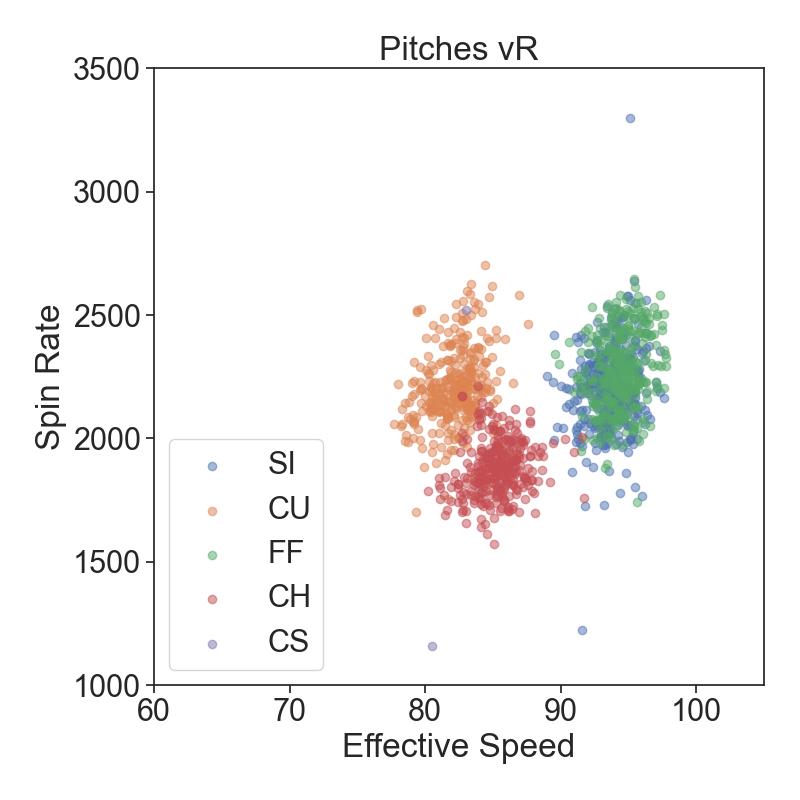 Pitches vR
Spin Rate
3500
3000
2500
2000
1500
1000
SI
CU
FF
CH
CS
60 70 80 90 100
Effective Speed